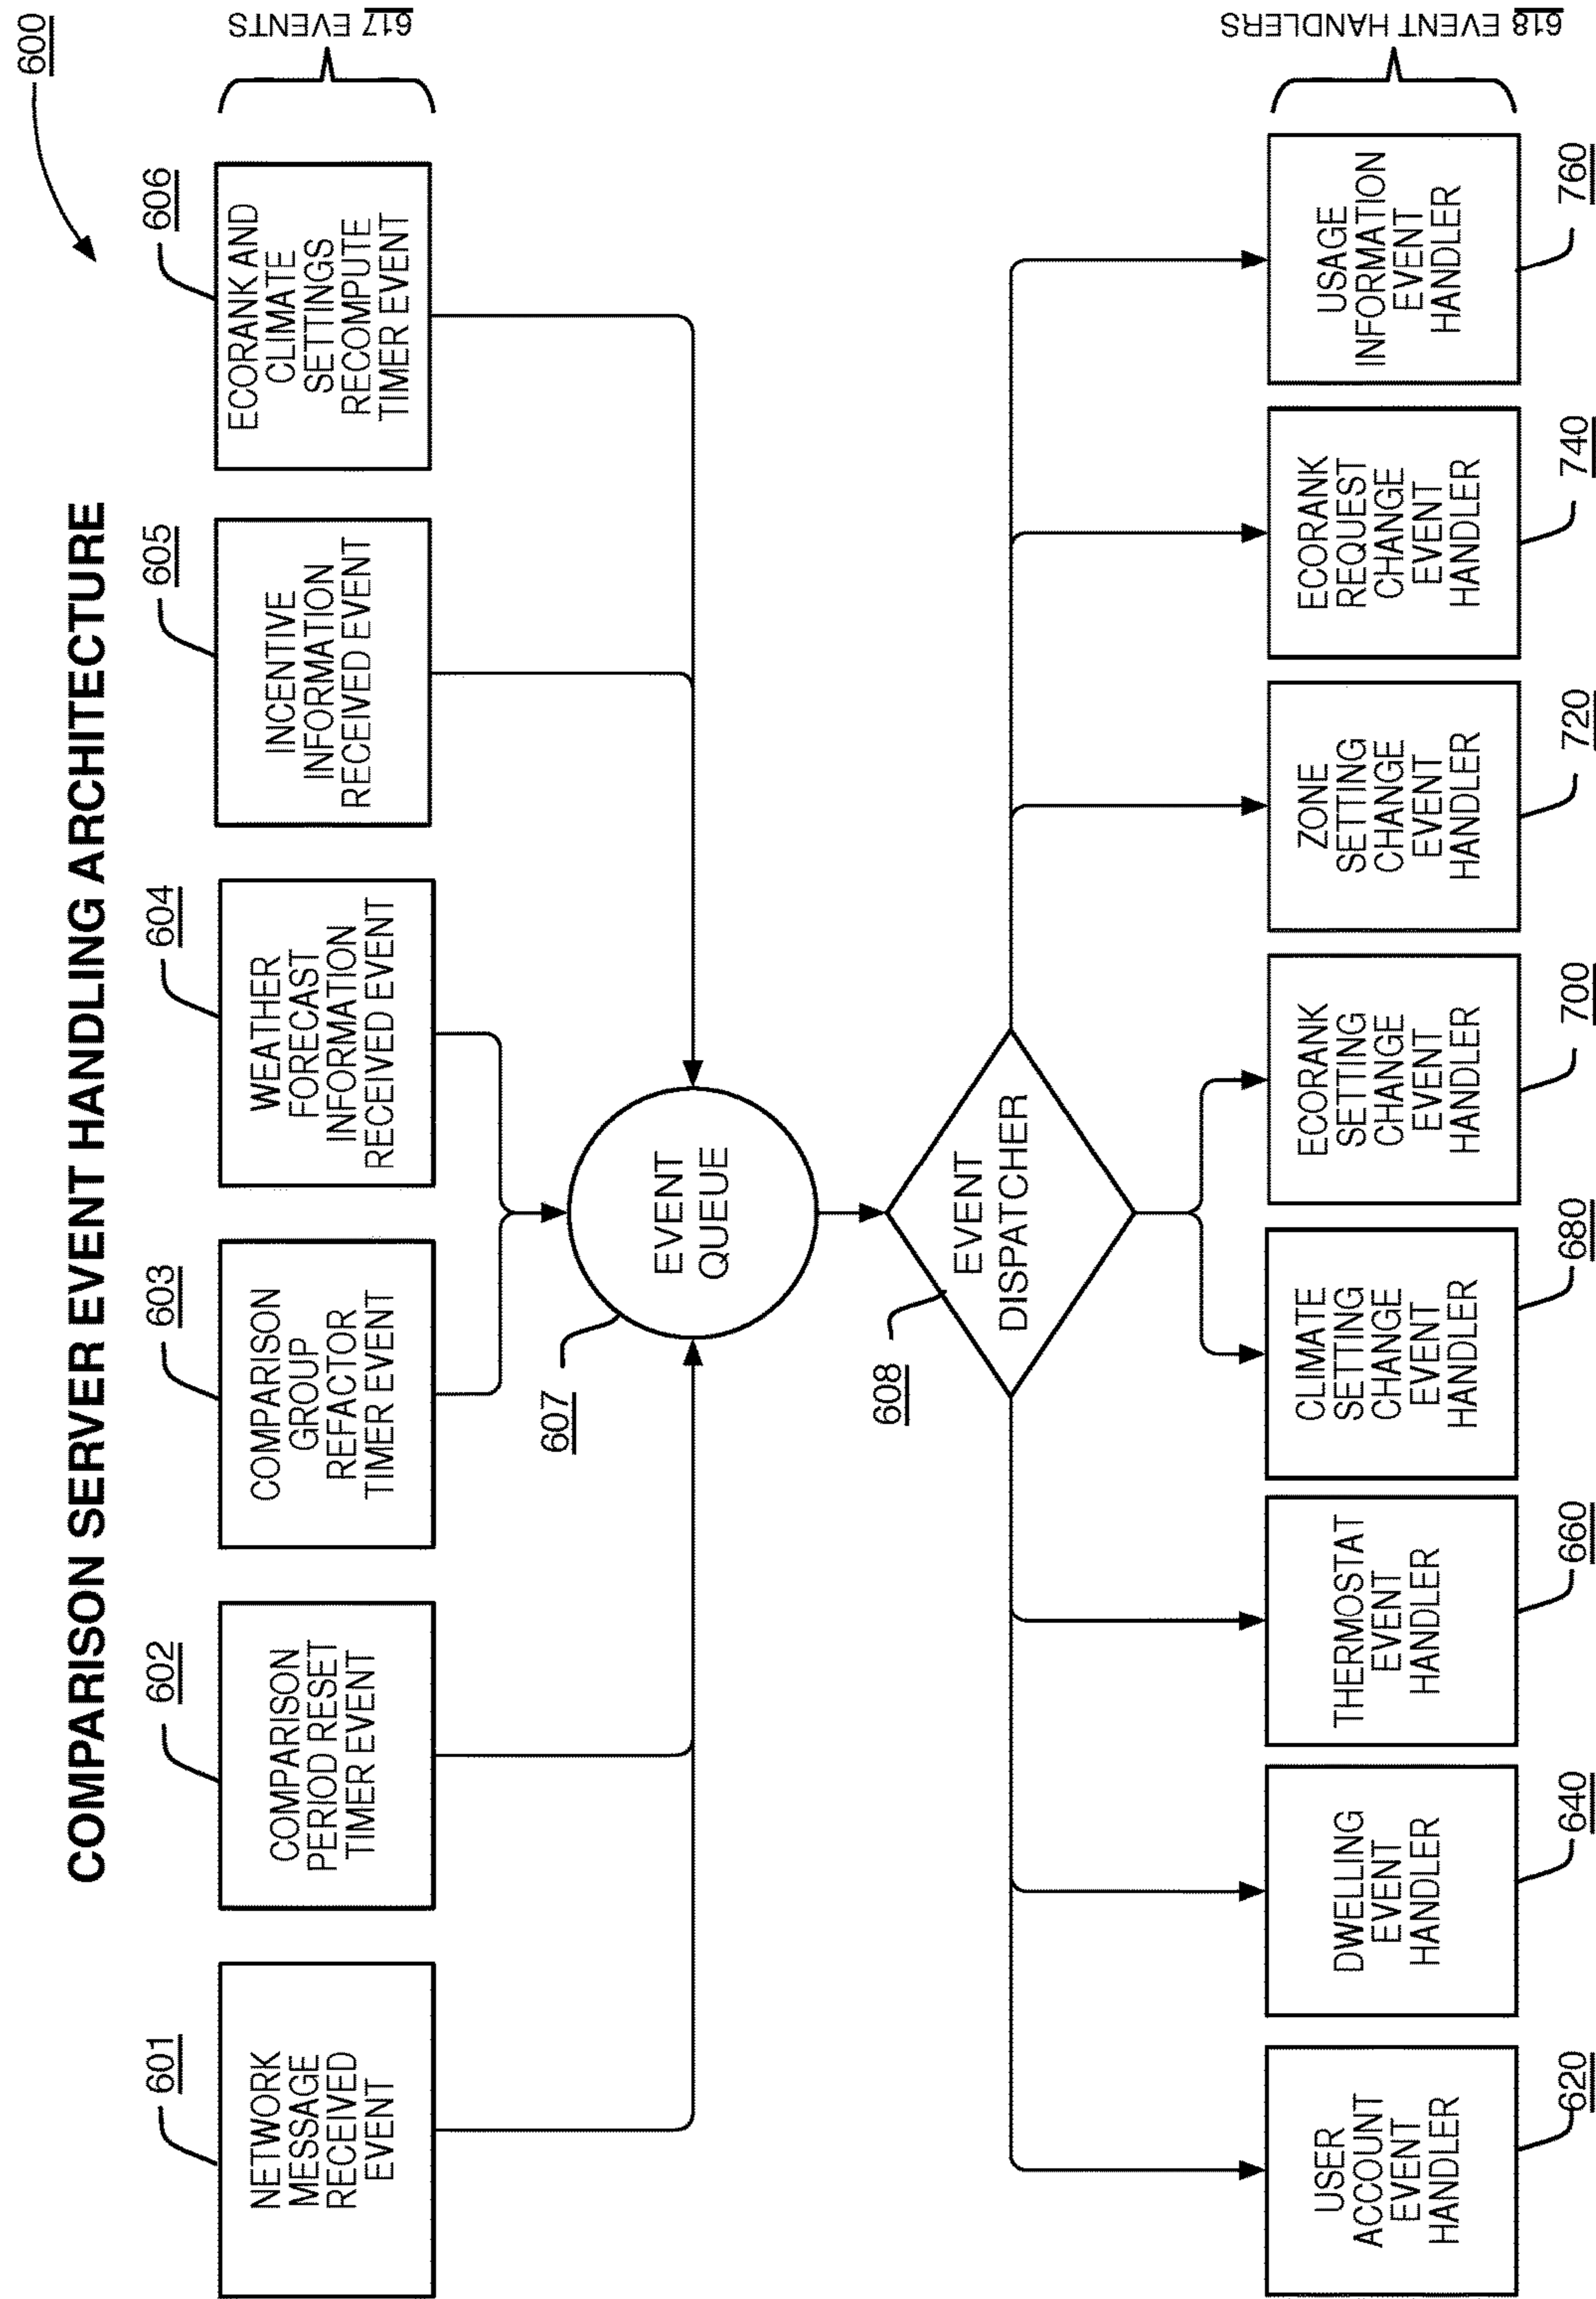 COMPARISON SERVER EVENT HANDLING ARCHITECTURE
600
601
NETWORK
MESSAGE
RECEIVED
EVENT
602
COMPARISON
PERIOD RESET
TIMER EVENT
603
COMPARISON
GROUP
REFACTOR
TIMER EVENT
604
WEATHER
FORECAST
INFORMATION
RECEIVED EVENT
605
INCENTIVE
INFORMATION
RECEIVED EVENT
606
ECORANK AND
CLIMATE
SETTINGS
RECOMPUTE
TIMER EVENT
617 EVENTS
607
EVENT
QUEUE
608
EVENT
DISPATCHER
USER
ACCOUNT
EVENT
HANDLER
620
DWELLING
EVENT
HANDLER
640
THERMOSTAT
EVENT
HANDLER
660
CLIMATE
SETTING
CHANGE
EVENT
HANDLER
680
ECORANK
SETTING
CHANGE
EVENT
HANDLER
700
ZONE
SETTING
CHANGE
EVENT
HANDLER
720
ECORANK
REQUEST
CHANGE
EVENT
HANDLER
740
USAGE
INFORMATION
EVENT
HANDLER
760
618 EVENT HANDLERS